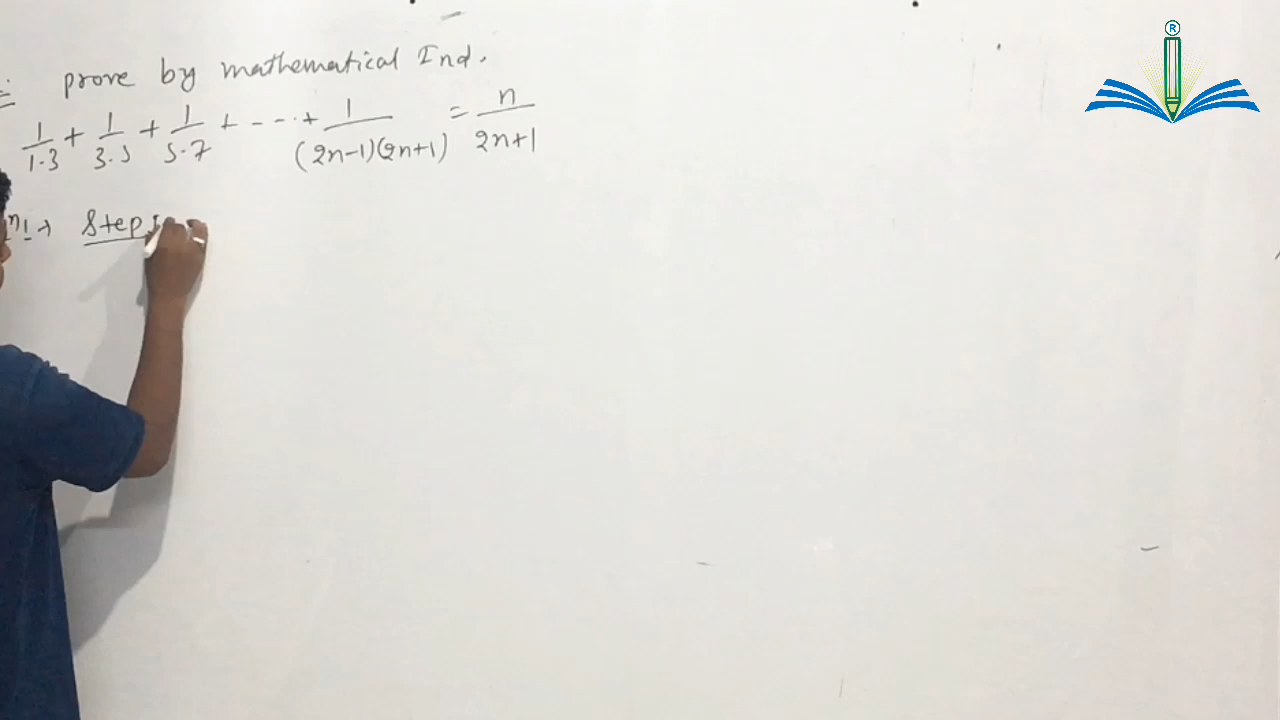 prove by mathematical Ind.
1/1·3 + 1/3·5 + 1/5·7 + ---·+ 1/(2n-1)(2n+1) = n/2n+1
Step I
®